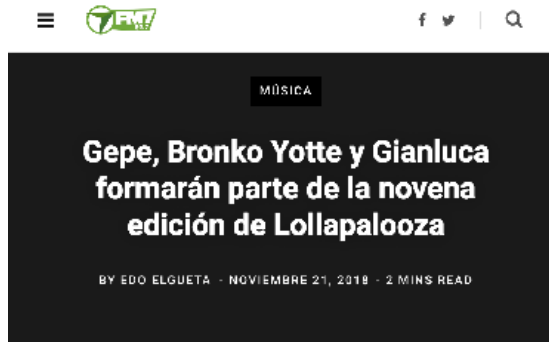 FM7
MÚSICA
Gepe, Bronko Yotte y Gianluca
formarán parte de la novena
edición de Lollapalooza
BY EDO ELGUETA - NOVIEMBRE 21, 2018 - 2 MINS READ